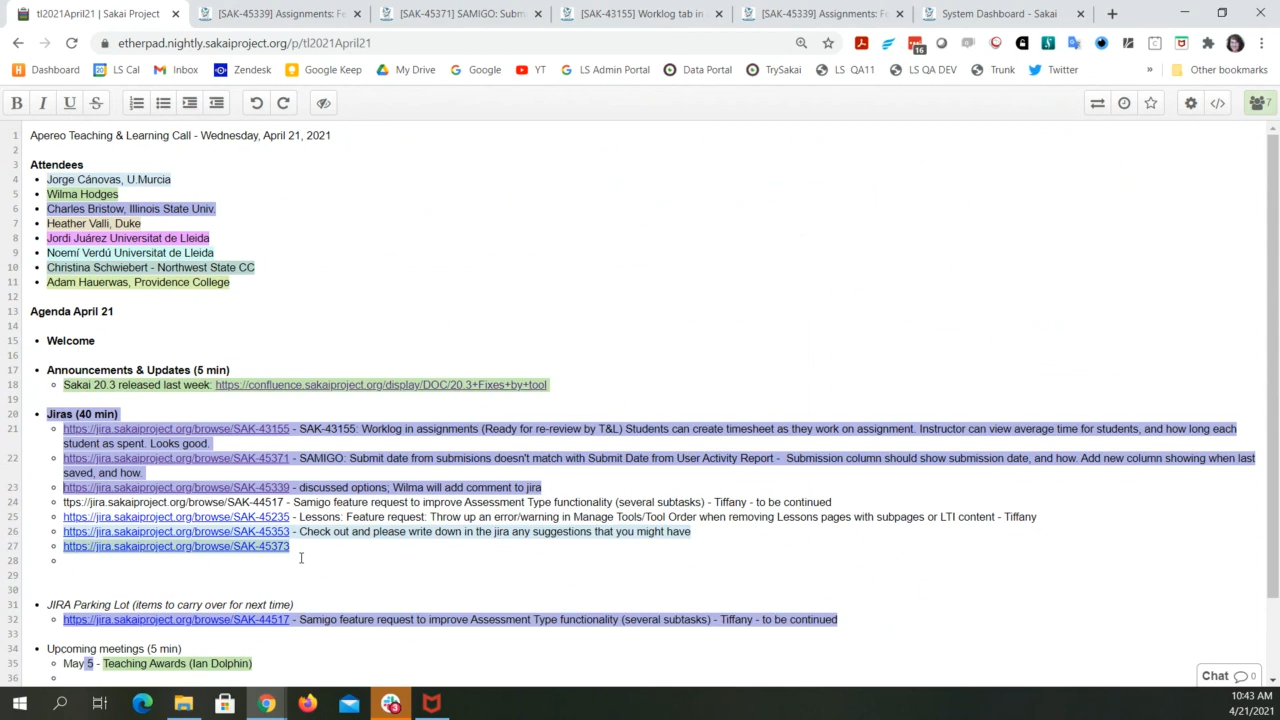 tl2021April21 | Sakai Project
[SAK-45339] Assignments: Fe
[SAK-45371] SAMIGO: Subm
[SAK-43155] Worklog tab in
[SAK-45339] Assignments: Fe
System Dashboard - Sakai
etherpad.nightly.sakaiproject.org/p/tl2021April21
16
Dashboard
LS Cal
Inbox
Zendesk
Google Keep
My Drive
Google
YT
LS Admin Portal
Data Portal
TrySakai
LS QA11
LS QA DEV
Trunk
Twitter
»
Other bookmarks
B I U S
7
1 Apereo Teaching & Learning Call - Wednesday, April 21, 2021
2
3 Attendees
4 • Jorge Cánovas, U.Murcia
5 • Wilma Hodges
6 • Charles Bristow, Illinois State Univ.
7 • Heather Valli, Duke
8 • Jordi Juárez Universitat de Lleida
9 • Noemí Verdú Universitat de Lleida
10 • Christina Schwiebert - Northwest State CC
11 • Adam Hauerwas, Providence College
12
13 Agenda April 21
14
15 • Welcome
16
17 • Announcements & Updates (5 min)
18 ○ Sakai 20.3 released last week: https://confluence.sakaiproject.org/display/DOC/20.3+Fixes+by+tool
19
20 • Jiras (40 min)
21 ○ https://jira.sakaiproject.org/browse/SAK-43155 - SAK-43155: Worklog in assignments (Ready for re-review by T&L) Students can create timesheet as they work on assignment. Instructor can view average time for students, and how long each
student as spent. Looks good.
22 ○ https://jira.sakaiproject.org/browse/SAK-45371 - SAMIGO: Submit date from submisions doesn't match with Submit Date from User Activity Report - Submission column should show submission date, and how. Add new column showing when last
saved, and how.
23 ○ https://jira.sakaiproject.org/browse/SAK-45339 - discussed options; Wilma will add comment to jira
24 ○ ttps://jira.sakaiproject.org/browse/SAK-44517 - Samigo feature request to improve Assessment Type functionality (several subtasks) - Tiffany - to be continued
25 ○ https://jira.sakaiproject.org/browse/SAK-45235 - Lessons: Feature request: Throw up an error/warning in Manage Tools/Tool Order when removing Lessons pages with subpages or LTI content - Tiffany
26 ○ https://jira.sakaiproject.org/browse/SAK-45353 - Check out and please write down in the jira any suggestions that you might have
27 ○ https://jira.sakaiproject.org/browse/SAK-45373
28 ○
29
30
31 • JIRA Parking Lot (items to carry over for next time)
32 ○ https://jira.sakaiproject.org/browse/SAK-44517 - Samigo feature request to improve Assessment Type functionality (several subtasks) - Tiffany - to be continued
33
34 • Upcoming meetings (5 min)
35 ○ May 5 - Teaching Awards (Ian Dolphin)
36 ○
Chat 0
3
10:43 AM
4/21/2021